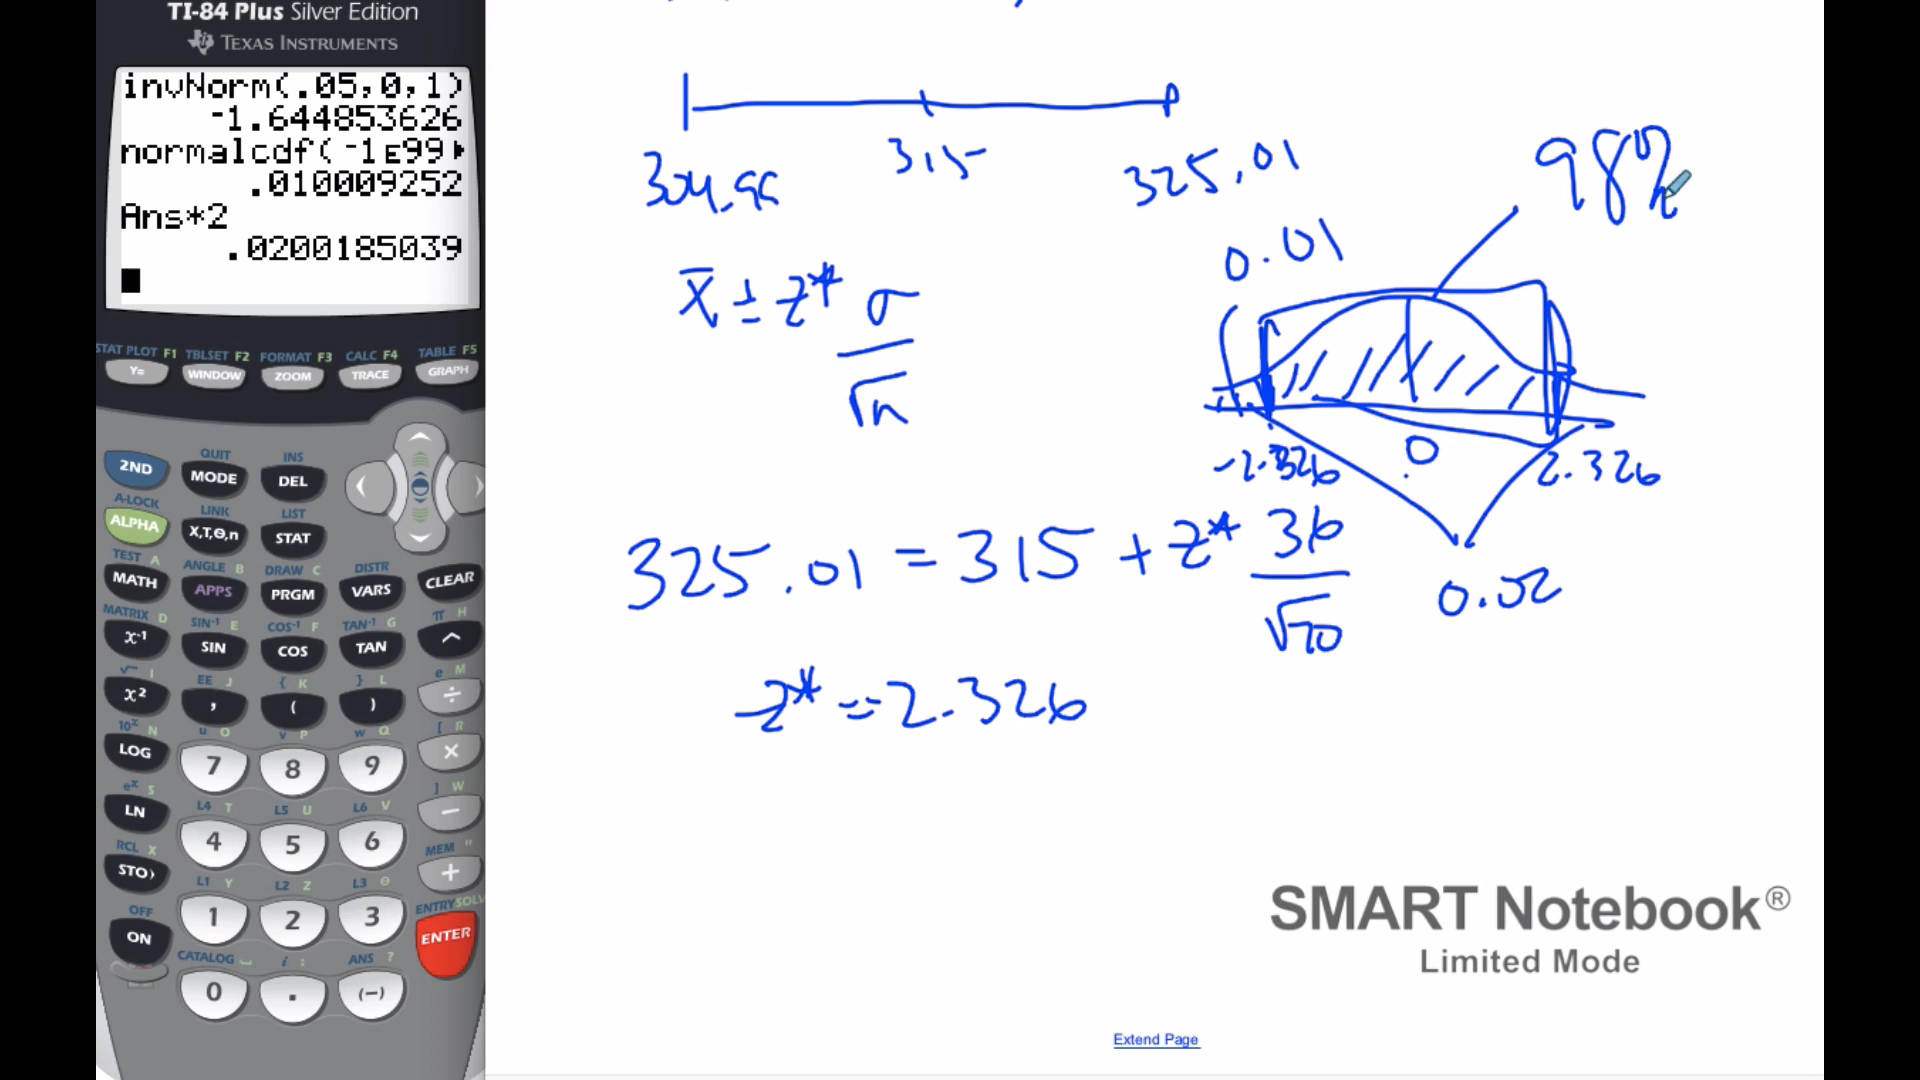 TI-84 Plus Silver Edition
TEXAS INSTRUMENTS
invNorm(.05,0,1)
-1.644853626
normalcdf(-1E99
.010009252
Ans*2
.0200185039
STAT PLOT F1 TBLSET F2 FORMAT F3 CALC F4 TABLE F5
Y= WINDOW ZOOM TRACE GRAPH
QUIT INS
2ND MODE DEL
A-LOCK LINK LIST
ALPHA X,T,Θ,n STAT
TEST A ANGLE B DRAW C DISTR
MATH APPS PRGM VARS CLEAR
MATRIX D SIN⁻¹ E COS⁻¹ F TAN⁻¹ G π H
x⁻¹ SIN COS TAN ^
√ I EE J { K } L e M
x² , ( ) ÷
10ˣ N u O v P w Q [ R
LOG 7 8 9 ×
eˣ S L4 T L5 U L6 V ] W
LN 4 5 6 −
RCL X L1 Y L2 Z L3 Θ MEM "
STO› 1 2 3 +
OFF CATALOG ⎵ i : ANS ? ENTRY SOLV
ON 0 . (−) ENTER
315
325.01
98%
0.01
x̄ ± z* σ/√n
-2.326 0 2.326
325.01 = 315 + z* 36/√70
0.02
z* = 2.326
SMART Notebook®
Limited Mode
Extend Page